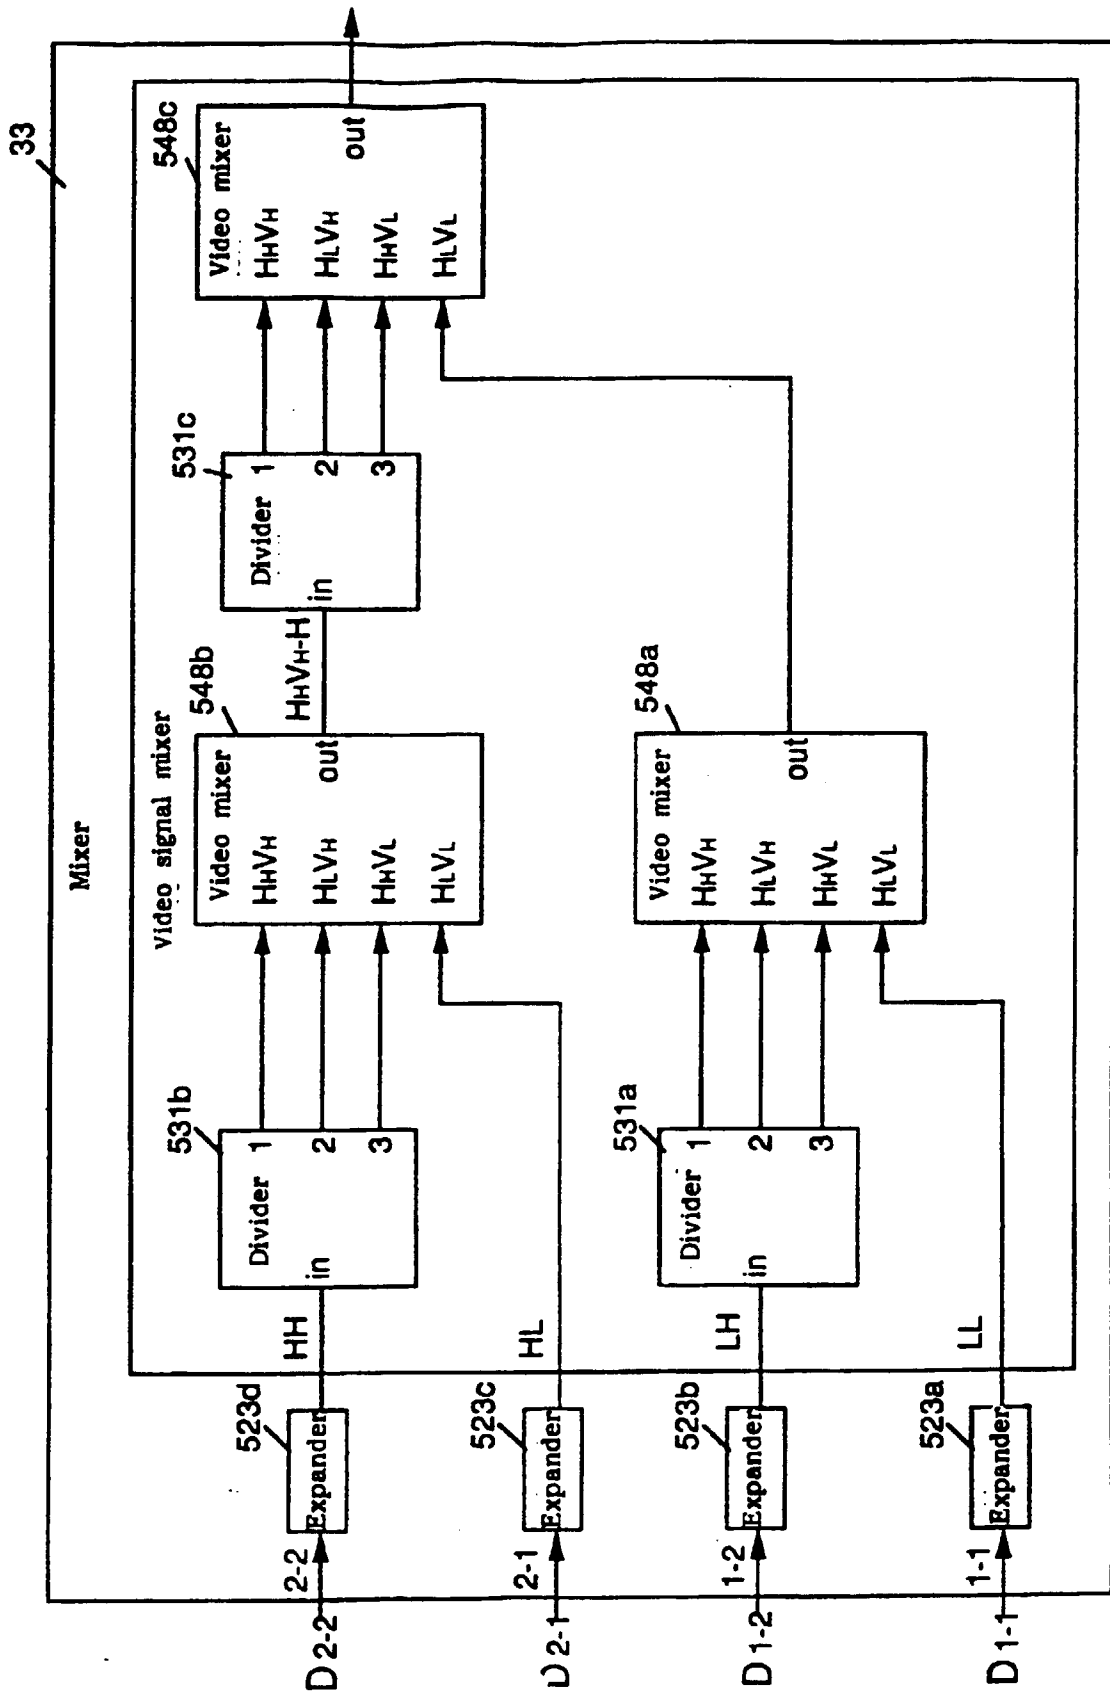 33
Mixer
Video signal mixer
D2-2
2-2
Expander
523d
HH
in
Divider
1
2
3
531b
Video mixer
HHVH
HLVH
HHVL
HLVL
out
548b
HHVH-H
in
Divider
1
2
3
531c
Video mixer
HHVH
HLVH
HHVL
HLVL
out
548c
D2-1
2-1
Expander
523c
HL
D1-2
1-2
Expander
523b
LH
in
Divider
1
2
3
531a
Video mixer
HHVH
HLVH
HHVL
HLVL
out
548a
D1-1
1-1
Expander
523a
LL